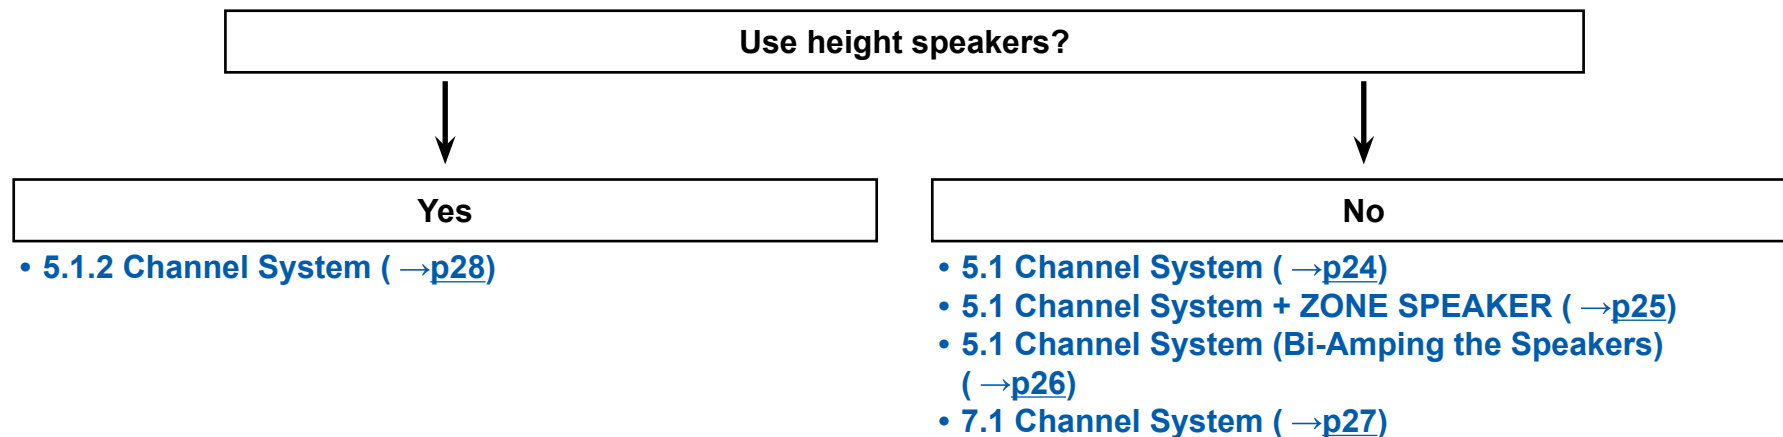 Use height speakers?
Yes
• 5.1.2 Channel System ( →p28)
No
• 5.1 Channel System ( →p24)
• 5.1 Channel System + ZONE SPEAKER ( →p25)
• 5.1 Channel System (Bi-Amping the Speakers)
( →p26)
• 7.1 Channel System ( →p27)